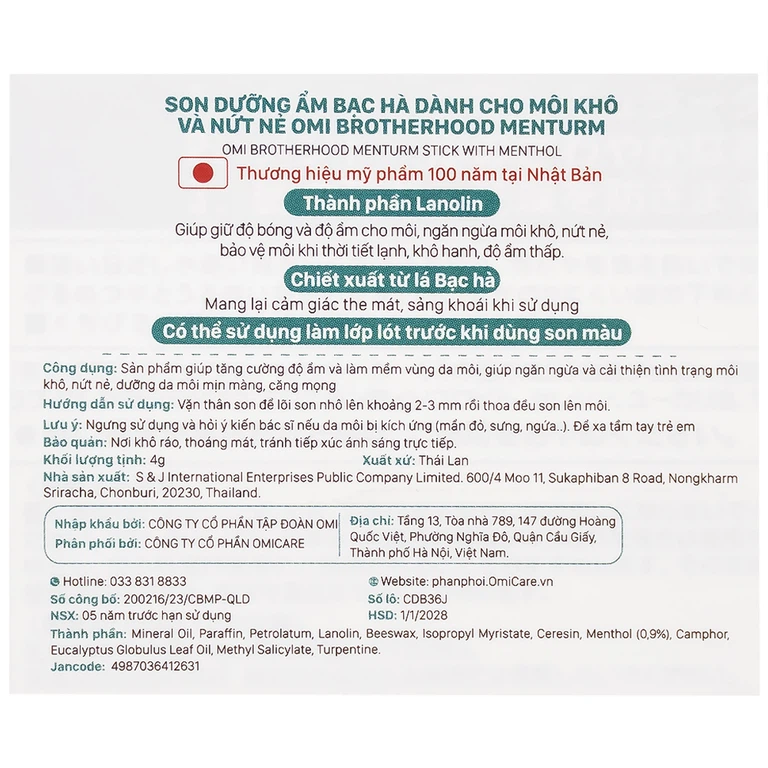 SON DƯỠNG ẨM BẠC HÀ DÀNH CHO MÔI KHÔ
VÀ NỨT NẺ OMI BROTHERHOOD MENTURM
OMI BROTHERHOOD MENTURM STICK WITH MENTHOL
Thương hiệu mỹ phẩm 100 năm tại Nhật Bản
Thành phần Lanolin
Giúp giữ độ bóng và độ ẩm cho môi, ngăn ngừa môi khô, nứt nẻ,
bảo vệ môi khi thời tiết lạnh, khô hanh, độ ẩm thấp.
Chiết xuất từ lá Bạc hà
Mang lại cảm giác the mát, sảng khoái khi sử dụng
Có thể sử dụng làm lớp lót trước khi dùng son màu
Công dụng: Sản phẩm giúp tăng cường độ ẩm và làm mềm vùng da môi, giúp ngăn ngừa và cải thiện tình trạng môi
khô, nứt nẻ, dưỡng da môi mịn màng, căng mọng
Hướng dẫn sử dụng: Vặn thân son để lõi son nhô lên khoảng 2-3 mm rồi thoa đều son lên môi.
Lưu ý: Ngưng sử dụng và hỏi ý kiến bác sĩ nếu da môi bị kích ứng (mẩn đỏ, sưng, ngứa..). Để xa tầm tay trẻ em
Bảo quản: Nơi khô ráo, thoáng mát, tránh tiếp xúc ánh sáng trực tiếp.
Khối lượng tịnh: 4g Xuất xứ: Thái Lan
Nhà sản xuất: S & J International Enterprises Public Company Limited. 600/4 Moo 11, Sukaphiban 8 Road, Nongkharm
Sriracha, Chonburi, 20230, Thailand.
Nhập khẩu bởi: CÔNG TY CỔ PHẦN TẬP ĐOÀN OMI
Phân phối bởi: CÔNG TY CỔ PHẦN OMICARE
Địa chỉ: Tầng 13, Tòa nhà 789, 147 đường Hoàng
Quốc Việt, Phường Nghĩa Đô, Quận Cầu Giấy,
Thành phố Hà Nội, Việt Nam.
Hotline: 033 831 8833 Website: phanphoi.OmiCare.vn
Số công bố: 200216/23/CBMP-QLD Số lô: CDB36J
NSX: 05 năm trước hạn sử dụng HSD: 1/1/2028
Thành phần: Mineral Oil, Paraffin, Petrolatum, Lanolin, Beeswax, Isopropyl Myristate, Ceresin, Menthol (0,9%), Camphor,
Eucalyptus Globulus Leaf Oil, Methyl Salicylate, Turpentine.
Jancode: 4987036412631